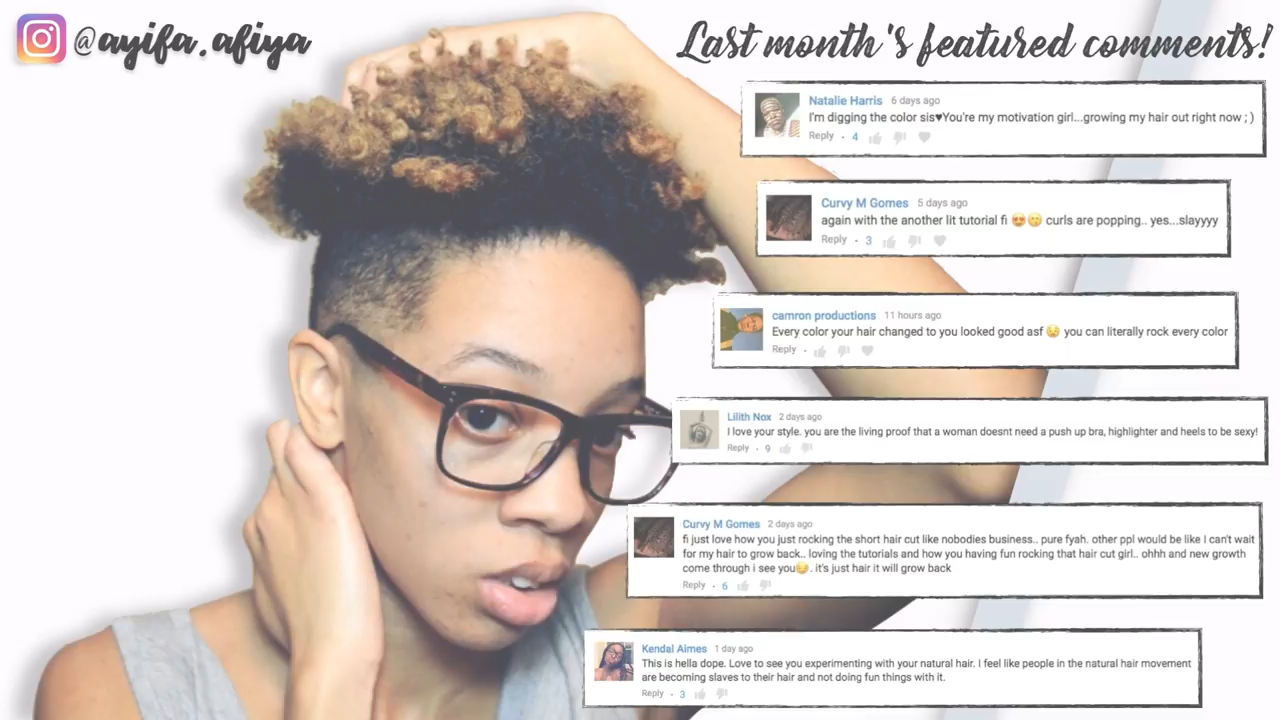 @ayifa.afiya
Last month's featured comments!
Natalie Harris 6 days ago
I'm digging the color sis♥You're my motivation girl...growing my hair out right now ; )
Reply · 4
Curvy M Gomes 5 days ago
again with the another lit tutorial fi 😍😙 curls are popping.. yes...slayyyy
Reply · 3
camron productions 11 hours ago
Every color your hair changed to you looked good asf 😣 you can literally rock every color
Reply ·
Lilith Nox 2 days ago
I love your style. you are the living proof that a woman doesnt need a push up bra, highlighter and heels to be sexy!
Reply · 9
Curvy M Gomes 2 days ago
fi just love how you just rocking the short hair cut like nobodies business.. pure fyah. other ppl would be like I can't wait
for my hair to grow back.. loving the tutorials and how you having fun rocking that hair cut girl.. ohhh and new growth
come through i see you😏. it's just hair it will grow back
Reply · 6
Kendal Aimes 1 day ago
This is hella dope. Love to see you experimenting with your natural hair. I feel like people in the natural hair movement
are becoming slaves to their hair and not doing fun things with it.
Reply · 3